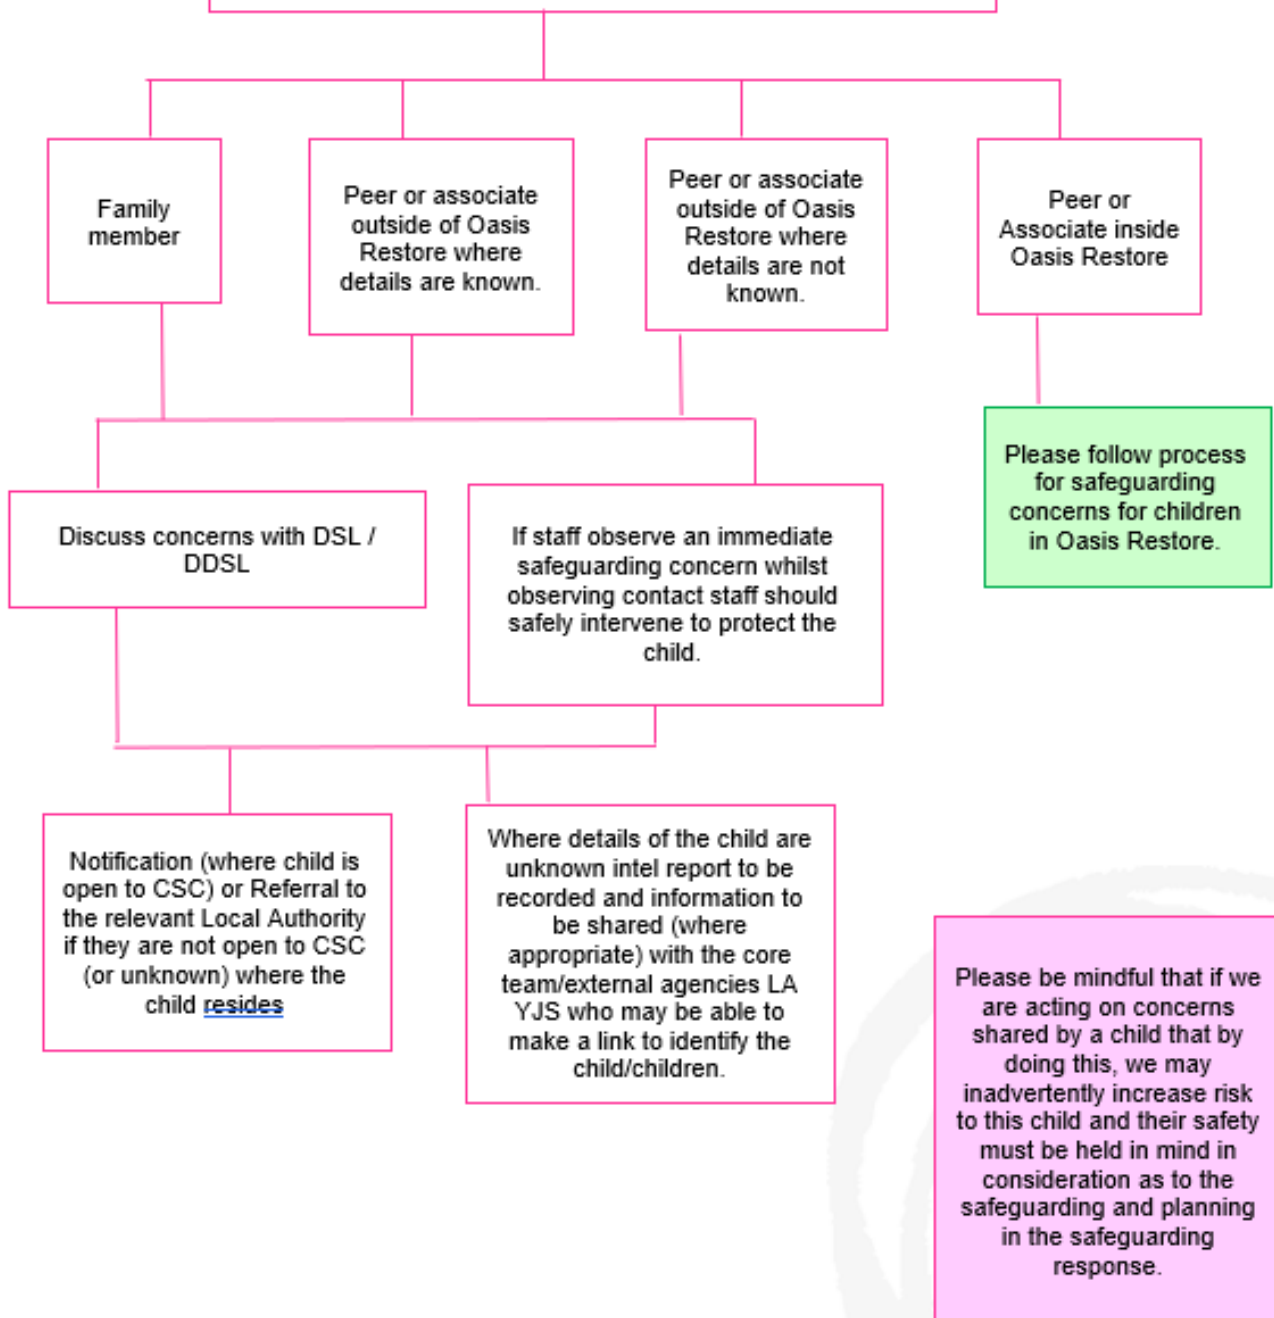 Family
member
Peer or associate
outside of Oasis
Restore where
details are known.
Peer or associate
outside of Oasis
Restore where
details are not
known.
Peer or
Associate inside
Oasis Restore
Please follow process
for safeguarding
concerns for children
in Oasis Restore.
Discuss concerns with DSL /
DDSL
If staff observe an immediate
safeguarding concern whilst
observing contact staff should
safely intervene to protect the
child.
Notification (where child is
open to CSC) or Referral to
the relevant Local Authority
if they are not open to CSC
(or unknown) where the
child resides
Where details of the child are
unknown intel report to be
recorded and information to
be shared (where
appropriate) with the core
team/external agencies LA
YJS who may be able to
make a link to identify the
child/children.
Please be mindful that if we
are acting on concerns
shared by a child that by
doing this, we may
inadvertently increase risk
to this child and their safety
must be held in mind in
consideration as to the
safeguarding and planning
in the safeguarding
response.